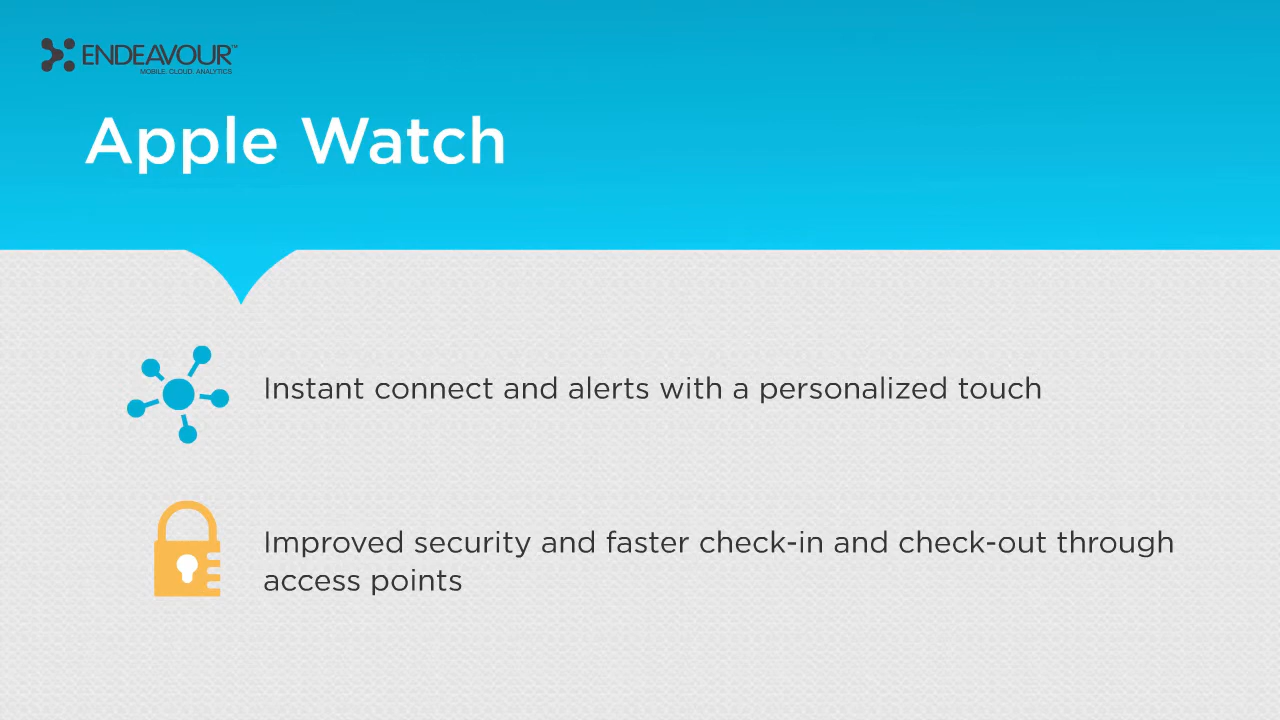 ENDEAVOUR™
MOBILE. CLOUD. ANALYTICS
Apple Watch
Instant connect and alerts with a personalized touch
Improved security and faster check-in and check-out through
access points